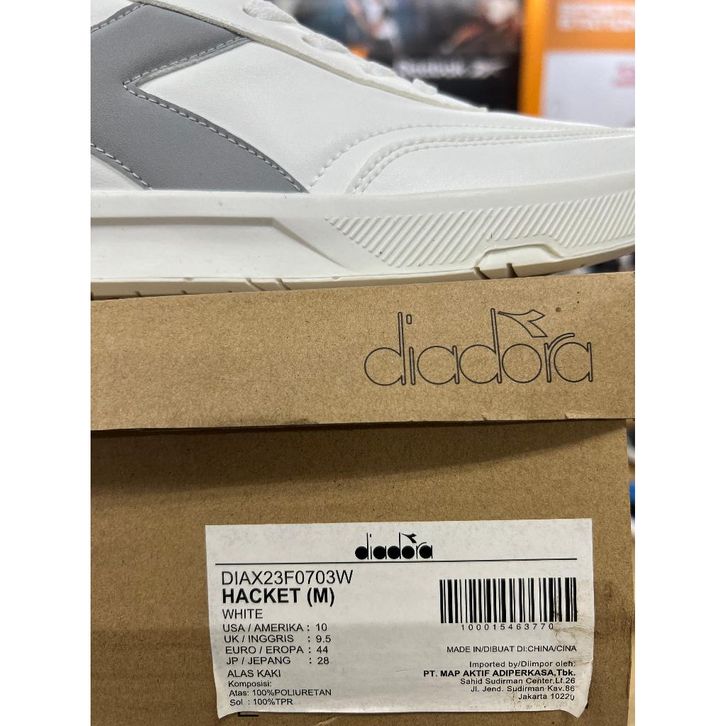 diadora
diadora
DIAX23F0703W
HACKET (M)
WHITE
USA / AMERIKA : 10
UK / INGGRIS : 9.5
EURO / EROPA : 44
JP / JEPANG : 28
ALAS KAKI
Komposisi:
Atas: 100%POLIURETAN
Sol : 100%TPR
100015463770
MADE IN/DIBUAT DI:CHINA/CINA
Imported by/Diimpor oleh:
PT. MAP AKTIF ADIPERKASA,Tbk.
Sahid Sudirman Center,Lf.26
Jl. Jend. Sudirman Kav.86
Jakarta 10220